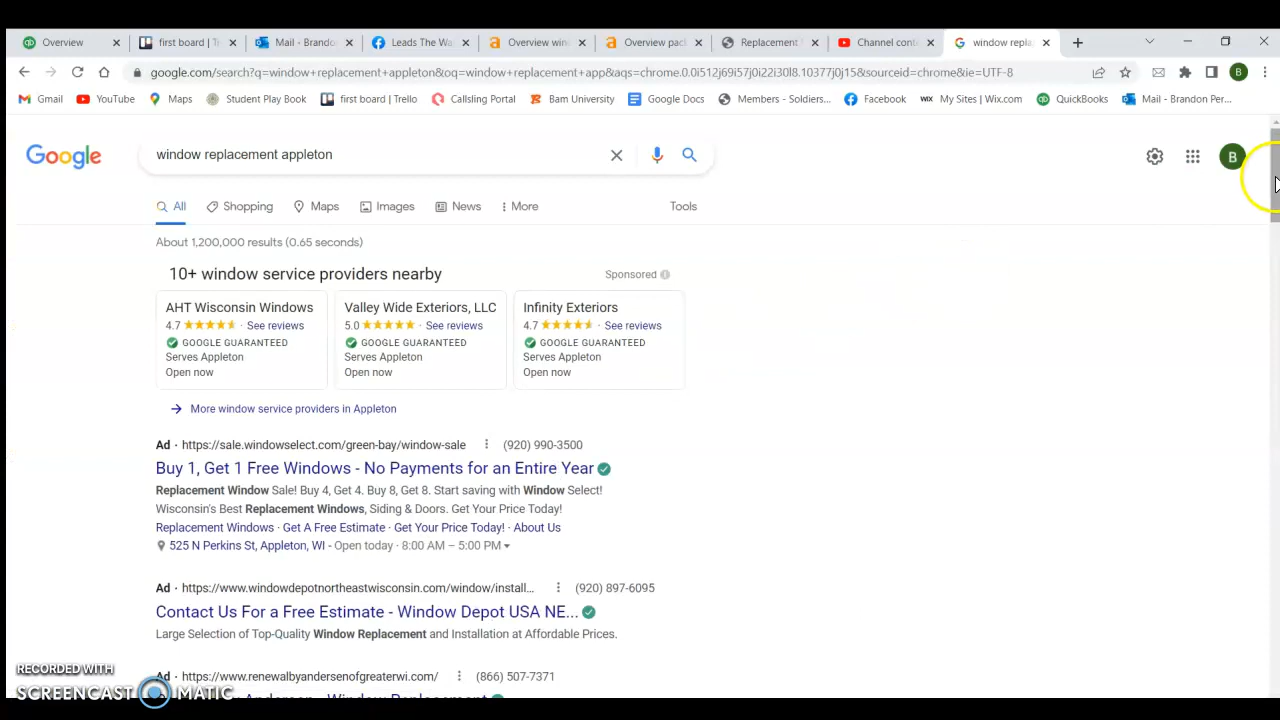 Overview
first board | Tr
Mail - Brando
Leads The Wa
Overview win
Overview pac
Replacement
Channel cont
window repla
google.com/search?q=window+replacement+appleton&oq=window+replacement+app&aqs=chrome.0.0i512j69i57j0i22i30l8.10377j0j15&sourceid=chrome&ie=UTF-8
B
Gmail
YouTube
Maps
Student Play Book
first board | Trello
Callsling Portal
Bam University
Google Docs
Members - Soldiers...
Facebook
WIX My Sites | Wix.com
QuickBooks
Mail - Brandon Per...
Google
window replacement appleton
B
All
Shopping
Maps
Images
News
More
Tools
About 1,200,000 results (0.65 seconds)
10+ window service providers nearby
Sponsored
AHT Wisconsin Windows
4.7 · See reviews
GOOGLE GUARANTEED
Serves Appleton
Open now
Valley Wide Exteriors, LLC
5.0 · See reviews
GOOGLE GUARANTEED
Serves Appleton
Open now
Infinity Exteriors
4.7 · See reviews
GOOGLE GUARANTEED
Serves Appleton
Open now
More window service providers in Appleton
Ad · https://sale.windowselect.com/green-bay/window-sale (920) 990-3500
Buy 1, Get 1 Free Windows - No Payments for an Entire Year
Replacement Window Sale! Buy 4, Get 4. Buy 8, Get 8. Start saving with Window Select!
Wisconsin's Best Replacement Windows, Siding & Doors. Get Your Price Today!
Replacement Windows · Get A Free Estimate · Get Your Price Today! · About Us
525 N Perkins St, Appleton, WI - Open today · 8:00 AM – 5:00 PM
Ad · https://www.windowdepotnortheastwisconsin.com/window/install... (920) 897-6095
Contact Us For a Free Estimate - Window Depot USA NE...
Large Selection of Top-Quality Window Replacement and Installation at Affordable Prices.
Ad · https://www.renewalbyandersenofgreaterwi.com/ (866) 507-7371
RECORDED WITH
SCREENCAST MATIC